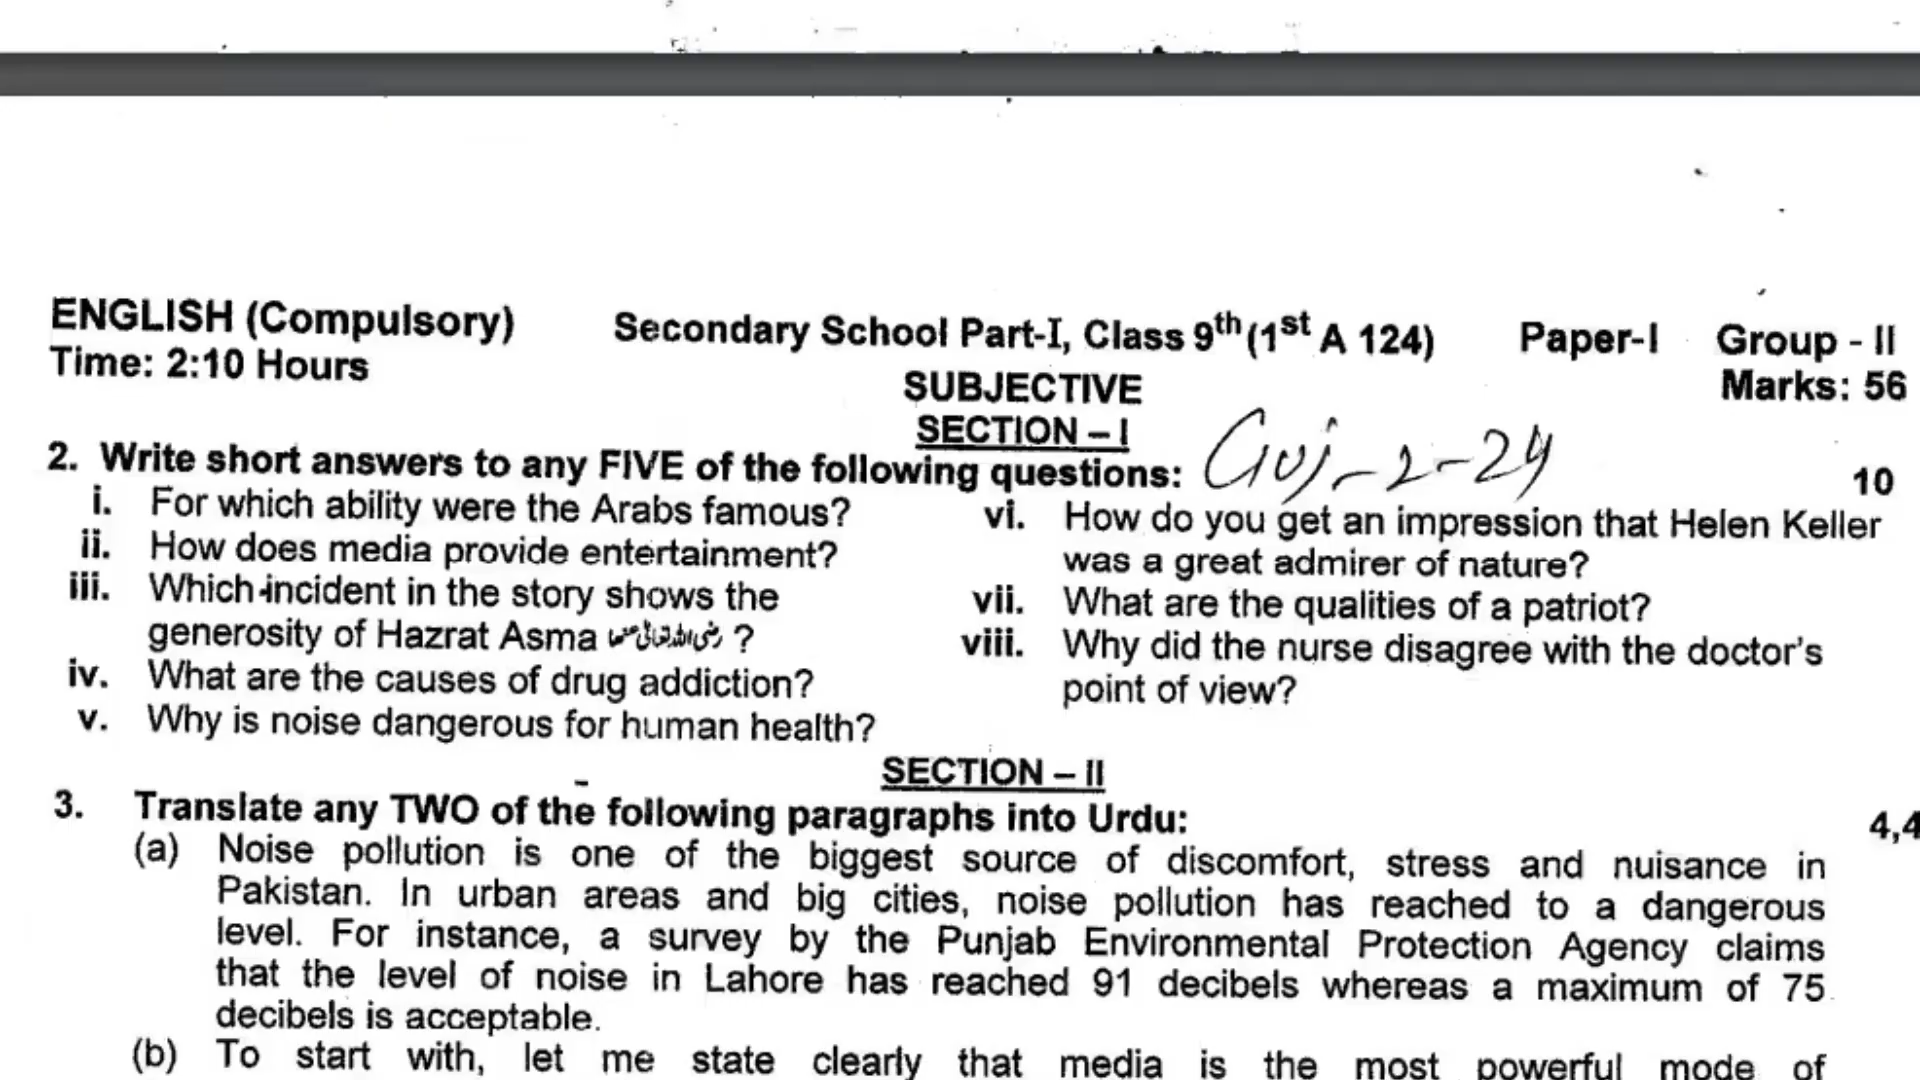 ENGLISH (Compulsory) Secondary School Part-I, Class 9th (1st A 124) Paper-I Group - II
Time: 2:10 Hours Marks: 56
SUBJECTIVE
SECTION – I
Guj-2-24
2. Write short answers to any FIVE of the following questions: 10
i. For which ability were the Arabs famous?
ii. How does media provide entertainment?
iii. Which incident in the story shows the
generosity of Hazrat Asma رضی اللہ تعالیٰ عنہا ?
iv. What are the causes of drug addiction?
v. Why is noise dangerous for human health?
vi. How do you get an impression that Helen Keller
was a great admirer of nature?
vii. What are the qualities of a patriot?
viii. Why did the nurse disagree with the doctor's
point of view?
SECTION – II
3. Translate any TWO of the following paragraphs into Urdu: 4,4
(a) Noise pollution is one of the biggest source of discomfort, stress and nuisance in
Pakistan. In urban areas and big cities, noise pollution has reached to a dangerous
level. For instance, a survey by the Punjab Environmental Protection Agency claims
that the level of noise in Lahore has reached 91 decibels whereas a maximum of 75
decibels is acceptable.
(b) To start with, let me state clearly that media is the most powerful mode of